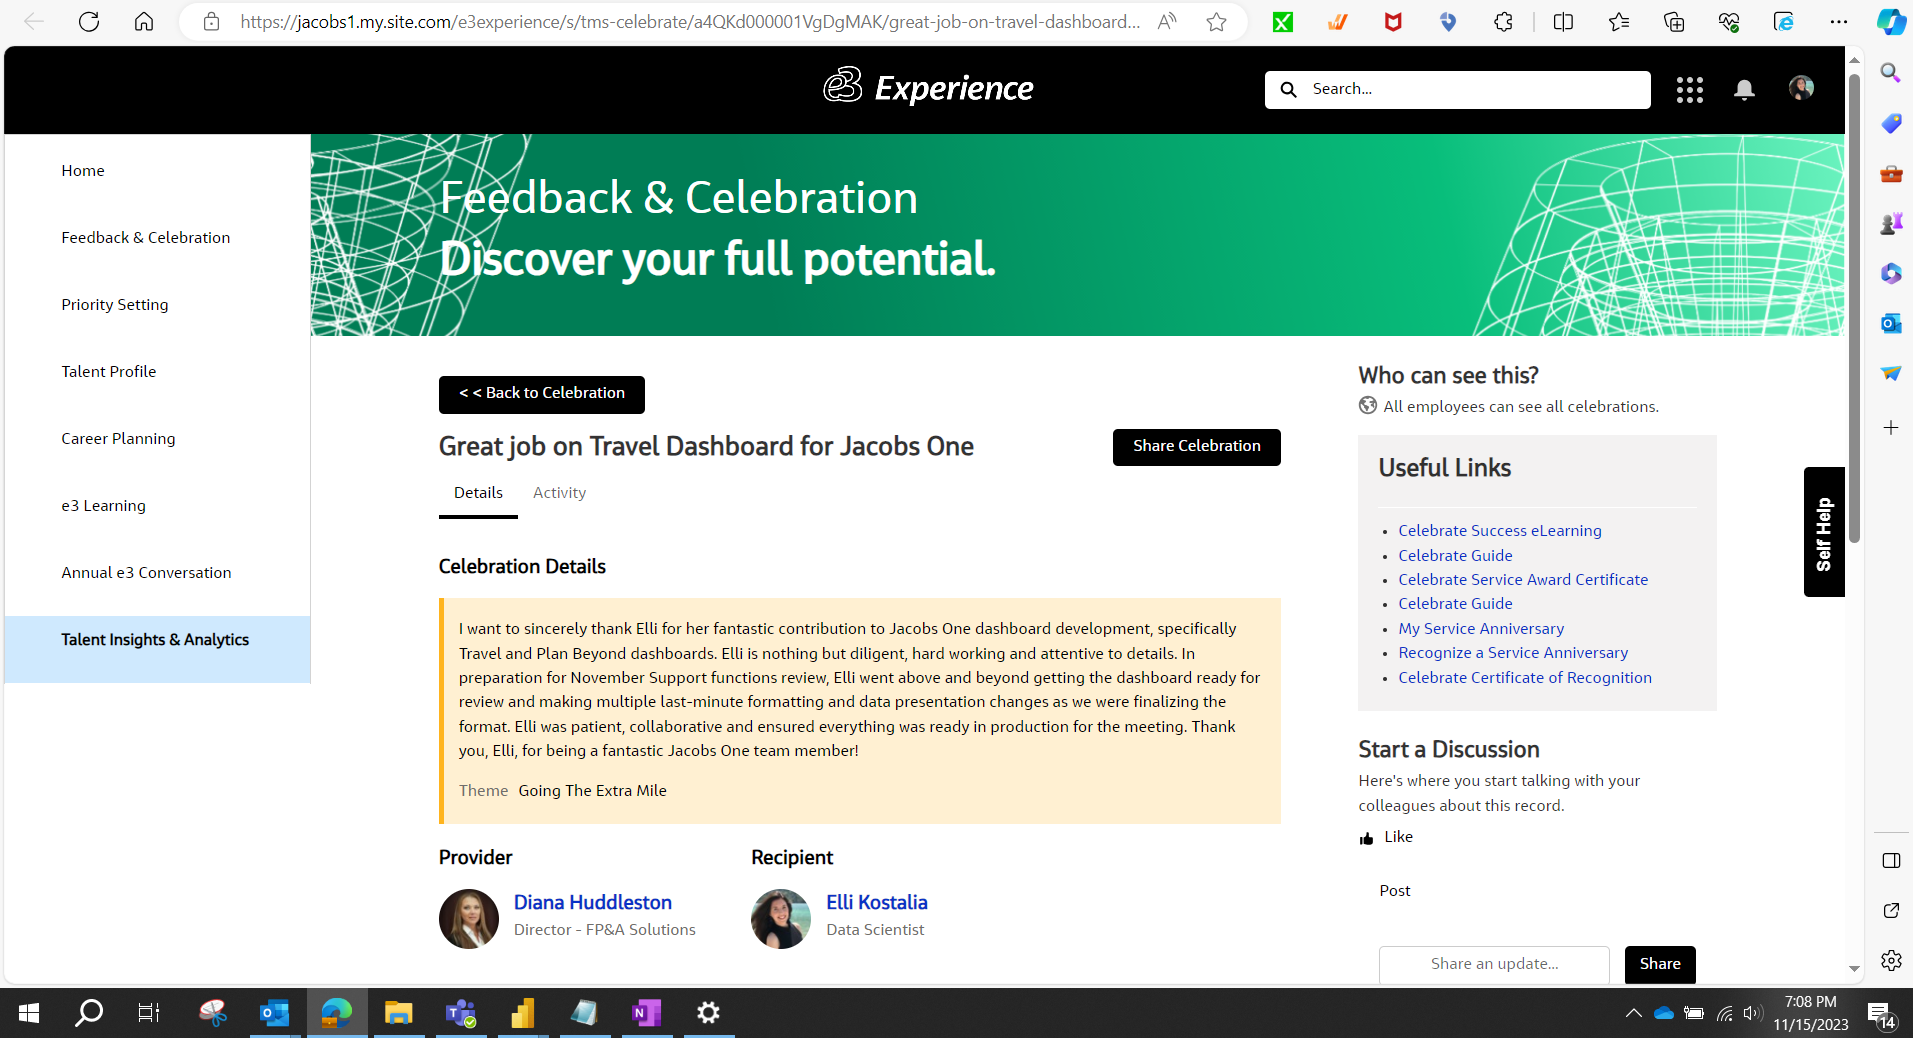 https://jacobs1.my.site.com/e3experience/s/tms-celebrate/a4QKd000001VgDgMAK/great-job-on-travel-dashboard...
e3 Experience
Search...
Home
Feedback & Celebration
Priority Setting
Talent Profile
Career Planning
e3 Learning
Annual e3 Conversation
Talent Insights & Analytics
Feedback & Celebration
Discover your full potential.
< < Back to Celebration
Great job on Travel Dashboard for Jacobs One
Share Celebration
Details
Activity
Celebration Details
I want to sincerely thank Elli for her fantastic contribution to Jacobs One dashboard development, specifically
Travel and Plan Beyond dashboards. Elli is nothing but diligent, hard working and attentive to details. In
preparation for November Support functions review, Elli went above and beyond getting the dashboard ready for
review and making multiple last-minute formatting and data presentation changes as we were finalizing the
format. Elli was patient, collaborative and ensured everything was ready in production for the meeting. Thank
you, Elli, for being a fantastic Jacobs One team member!
Theme Going The Extra Mile
Provider
Diana Huddleston
Director - FP&A Solutions
Recipient
Elli Kostalia
Data Scientist
Who can see this?
All employees can see all celebrations.
Useful Links
• Celebrate Success eLearning
• Celebrate Guide
• Celebrate Service Award Certificate
• Celebrate Guide
• My Service Anniversary
• Recognize a Service Anniversary
• Celebrate Certificate of Recognition
Self Help
Start a Discussion
Here's where you start talking with your
colleagues about this record.
Like
Post
Share an update...
Share
7:08 PM
11/15/2023
14